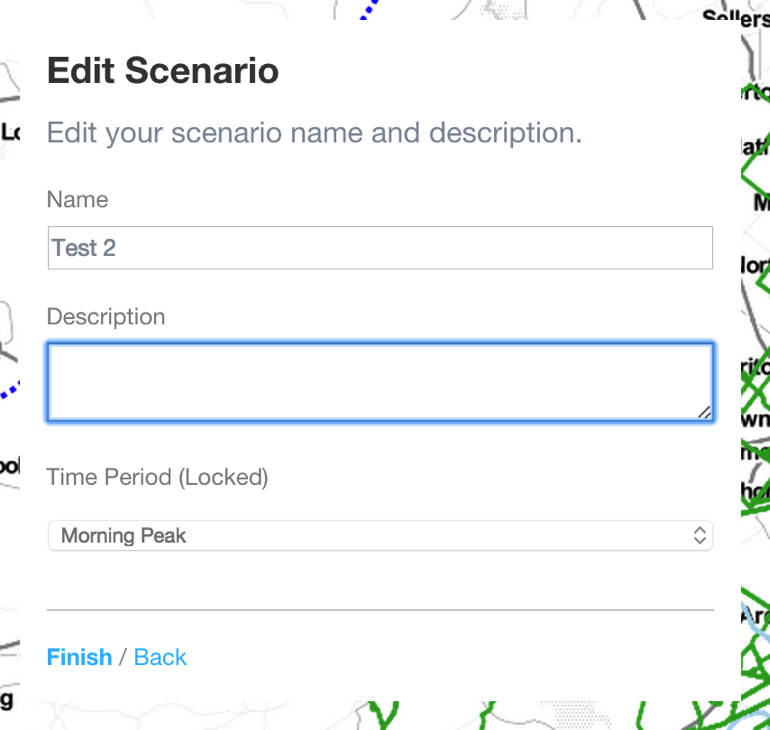 Edit Scenario
Edit your scenario name and description.
Name
Test 2
Description
Time Period (Locked)
Morning Peak
Finish / Back